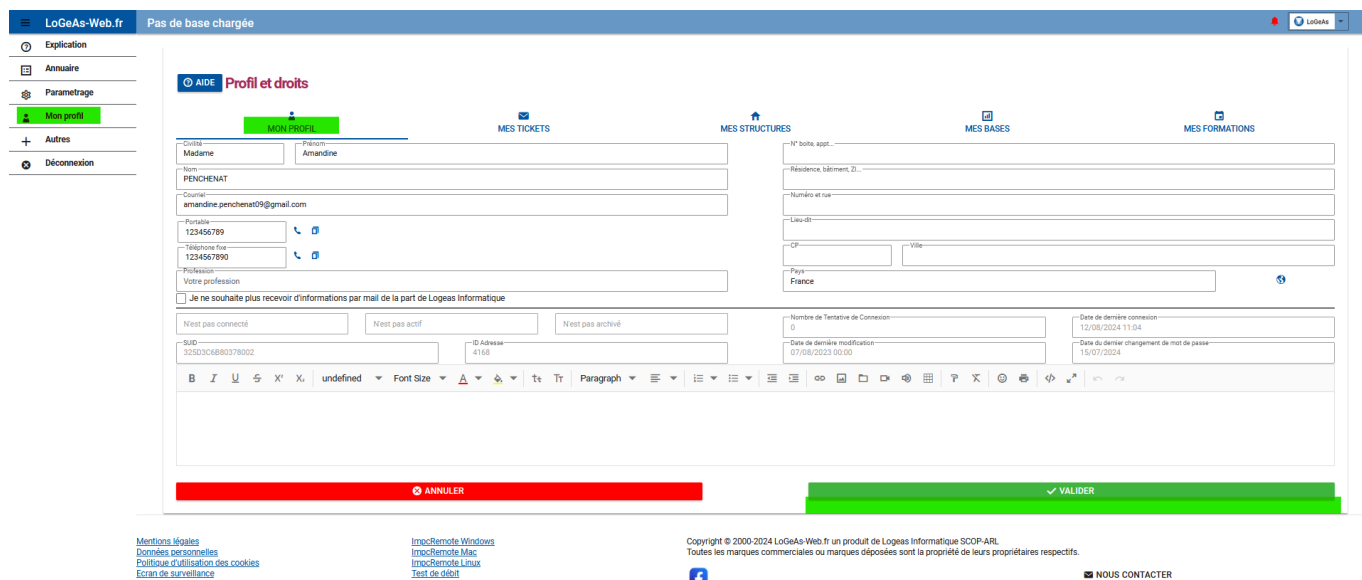 LoGeAs-Web.fr Pas de base chargée LoGeAs
Explication
Annuaire
Parametrage
Mon profil
Autres
Déconnexion
AIDE Profil et droits
MON PROFIL MES TICKETS MES STRUCTURES MES BASES MES FORMATIONS
Civilité Prénom N° boite, appt...
Madame Amandine
Nom Résidence, bâtiment, ZI...
PENCHENAT
Courriel Numéro et rue
amandine.penchenat09@gmail.com
Portable Lieu-dit
123456789
Téléphone fixe CP Ville
1234567890
Profession Pays
Votre profession France
Je ne souhaite plus recevoir d'informations par mail de la part de Logeas Informatique
Nombre de Tentative de Connexion Date de dernière connexion
N'est pas connecté N'est pas actif N'est pas archivé 0 12/08/2024 11:04
SUID ID Adresse Date de dernière modification Date du dernier changement de mot de passe
325D3C6B80378002 4168 07/08/2023 00:00 15/07/2024
B I U S X² X₂ undefined Font Size A Tt Tт Paragraph
ANNULER VALIDER
Mentions légales ImpcRemote Windows Copyright © 2000-2024 LoGeAs-Web.fr un produit de Logeas Informatique SCOP-ARL
Données personnelles ImpcRemote Mac Toutes les marques commerciales ou marques déposées sont la propriété de leurs propriétaires respectifs.
Politique d'utilisation des cookies ImpcRemote Linux
Ecran de surveillance Test de débit NOUS CONTACTER